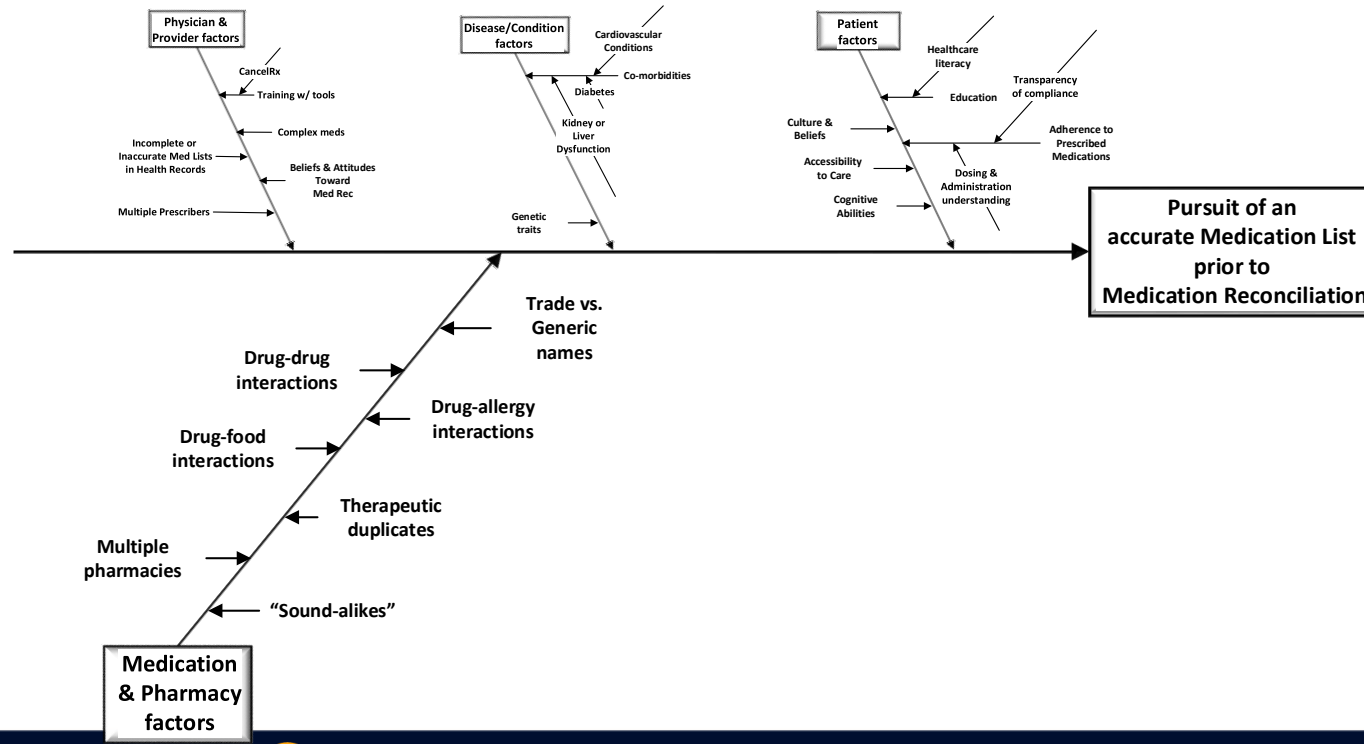 Physician &
Provider factors
CancelRx
Training w/ tools
Complex meds
Incomplete or
Inaccurate Med Lists
in Health Records
Beliefs & Attitudes
Toward
Med Rec
Multiple Prescribers
Disease/Condition
factors
Cardiovascular
Conditions
Co-morbidities
Diabetes
Kidney or
Liver
Dysfunction
Genetic
traits
Patient
factors
Healthcare
literacy
Education
Transparency
of compliance
Culture &
Beliefs
Adherence to
Prescribed
Medications
Accessibility
to Care
Dosing &
Administration
understanding
Cognitive
Abilities
Pursuit of an
accurate Medication List
prior to
Medication Reconciliation
Trade vs.
Generic
names
Drug-drug
interactions
Drug-allergy
interactions
Drug-food
interactions
Therapeutic
duplicates
Multiple
pharmacies
“Sound-alikes”
Medication
& Pharmacy
factors